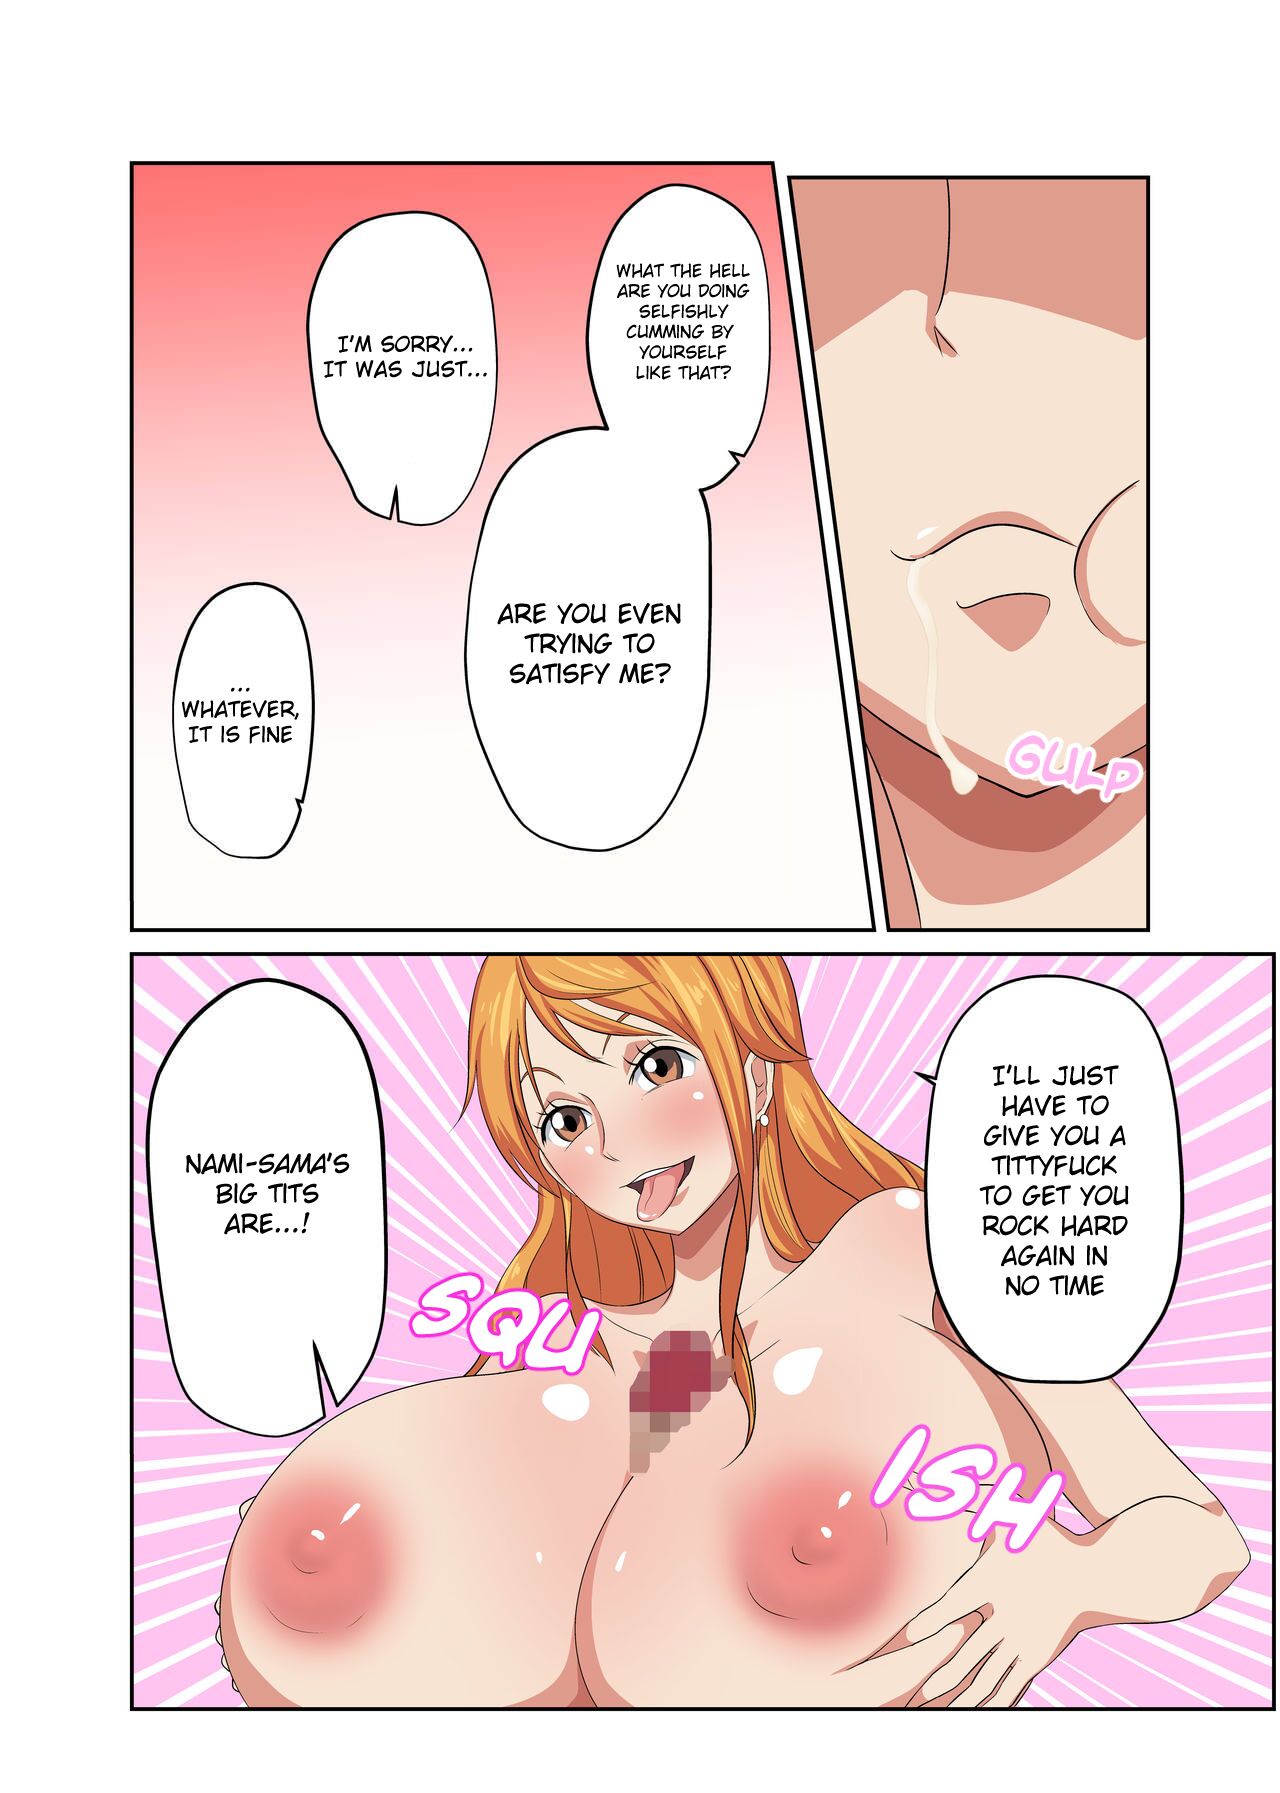 WHAT THE HELL
ARE YOU DOING
SELFISHLY
CUMMING BY
YOURSELF
LIKE THAT?
I'M SORRY...
IT WAS JUST...
ARE YOU EVEN
TRYING TO
SATISFY ME?
...
WHATEVER,
IT IS FINE
GULP
I'LL JUST
HAVE TO
GIVE YOU A
TITTYFUCK
TO GET YOU
ROCK HARD
AGAIN IN
NO TIME
NAMI-SAMA'S
BIG TITS
ARE...!
SQU
ISH